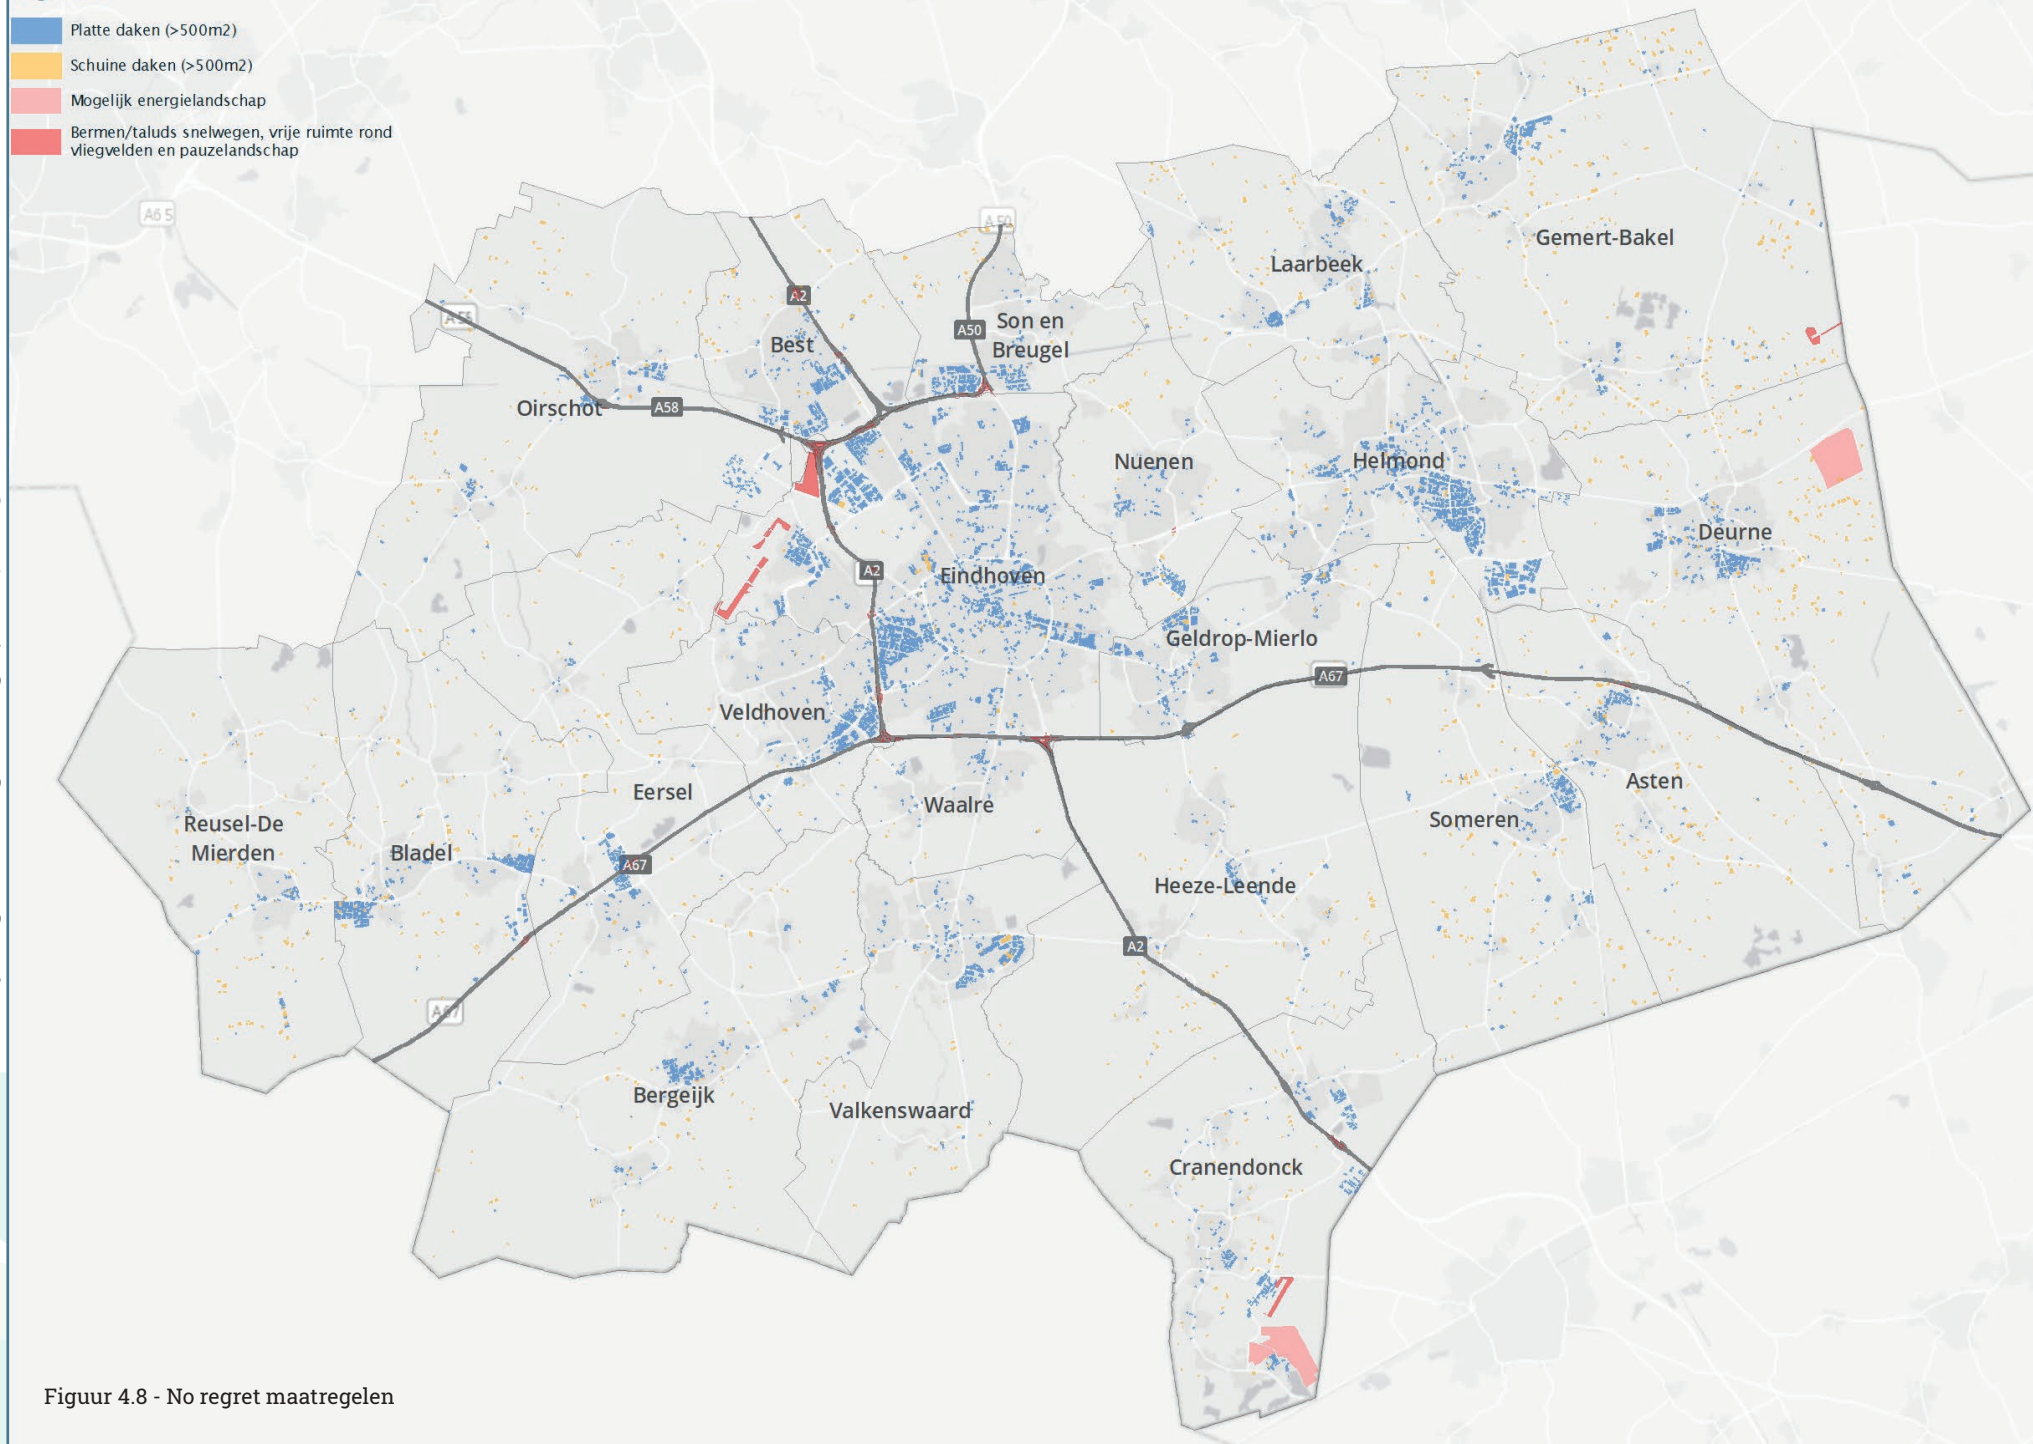 Platte daken (>500m2)
Schuine daken (>500m2)
Mogelijk energielandschap
Bermen/taluds snelwegen, vrije ruimte rond
vliegvelden en pauzelandschap
A65
A50
Gemert-Bakel
Laarbeek
A2
A58
A50
Son en
Breugel
Best
Oirschot
A58
Nuenen
Helmond
Deurne
A2
Eindhoven
Geldrop-Mierlo
A67
Veldhoven
Asten
Eersel
Waalre
Someren
Reusel-De
Mierden
Bladel
A67
Heeze-Leende
A2
A67
Bergeijk
Valkenswaard
Cranendonck
Figuur 4.8 - No regret maatregelen